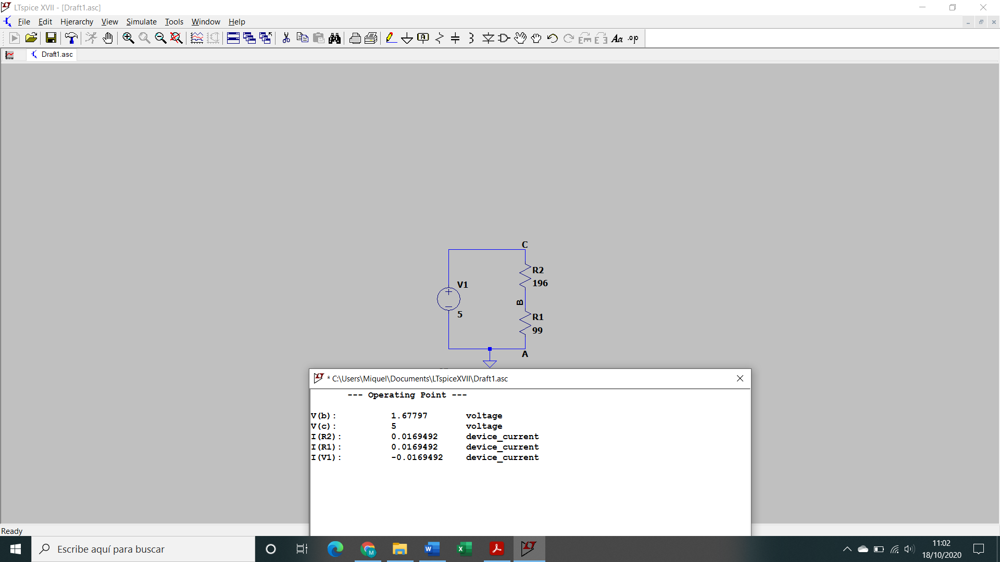 LTspice XVII - [Draft1.asc]
File Edit Hierarchy View Simulate Tools Window Help
Aa .op
Draft1.asc
C
R2
196
V1
5
B
R1
99
A
* C:\Users\Miquel\Documents\LTspiceXVII\Draft1.asc
--- Operating Point ---
V(b): 1.67797 voltage
V(c): 5 voltage
I(R2): 0.0169492 device_current
I(R1): 0.0169492 device_current
I(V1): -0.0169492 device_current
Ready
Escribe aquí para buscar
11:02
18/10/2020